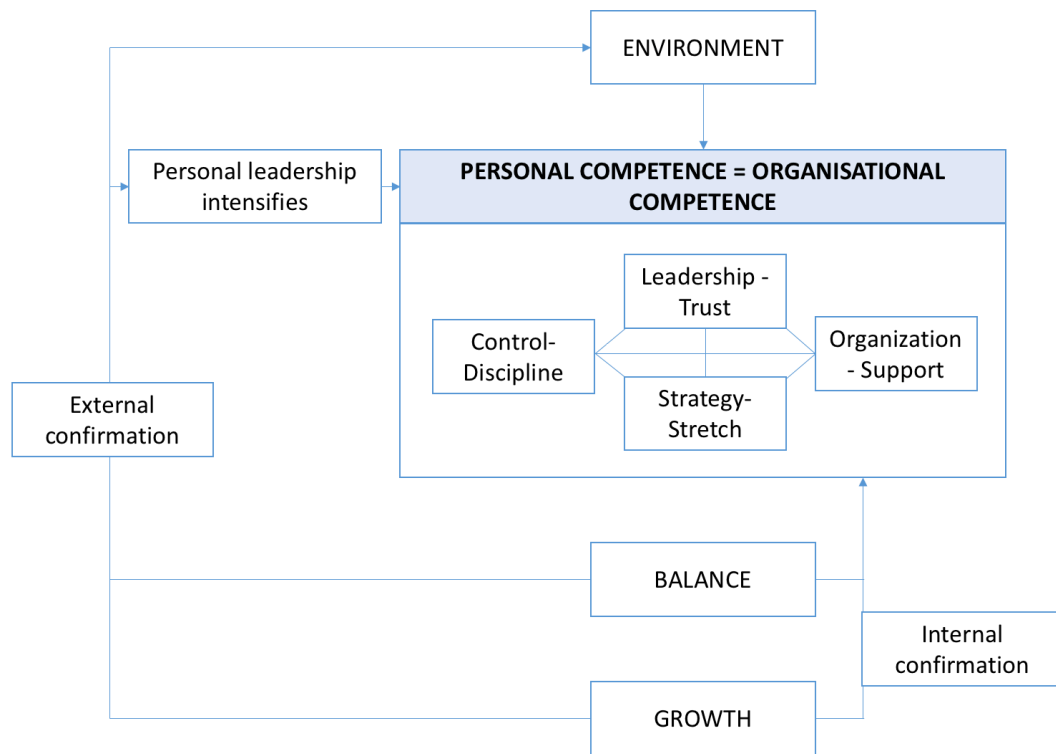 ENVIRONMENT
Personal leadership
intensifies
PERSONAL COMPETENCE = ORGANISATIONAL
COMPETENCE
Leadership -
Trust
Control-
Discipline
Organization
- Support
Strategy-
Stretch
External
confirmation
BALANCE
Internal
confirmation
GROWTH